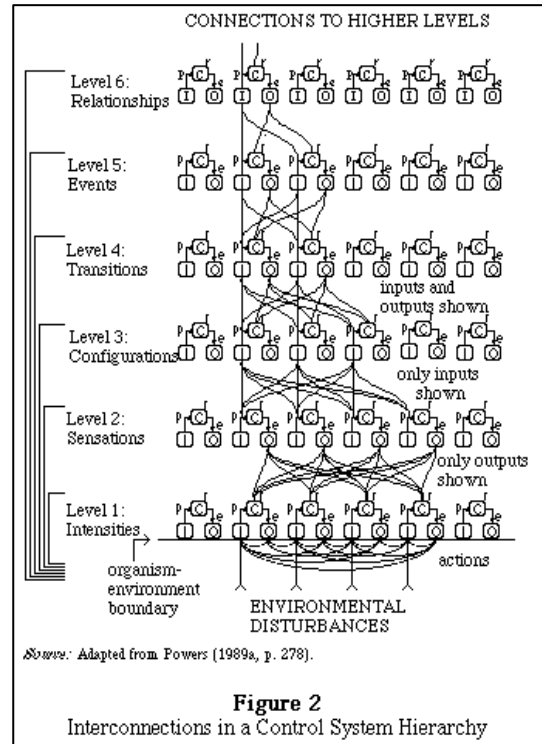 CONNECTIONS TO HIGHER LEVELS
Level 6:
Relationships
Level 5:
Events
Level 4:
Transitions
inputs and
outputs shown
Level 3:
Configurations
only inputs
shown
Level 2:
Sensations
only outputs
shown
Level 1:
Intensities
organism-
environment
boundary
actions
ENVIRONMENTAL
DISTURBANCES
Source: Adapted from Powers (1989a, p. 278).
Figure 2
Interconnections in a Control System Hierarchy